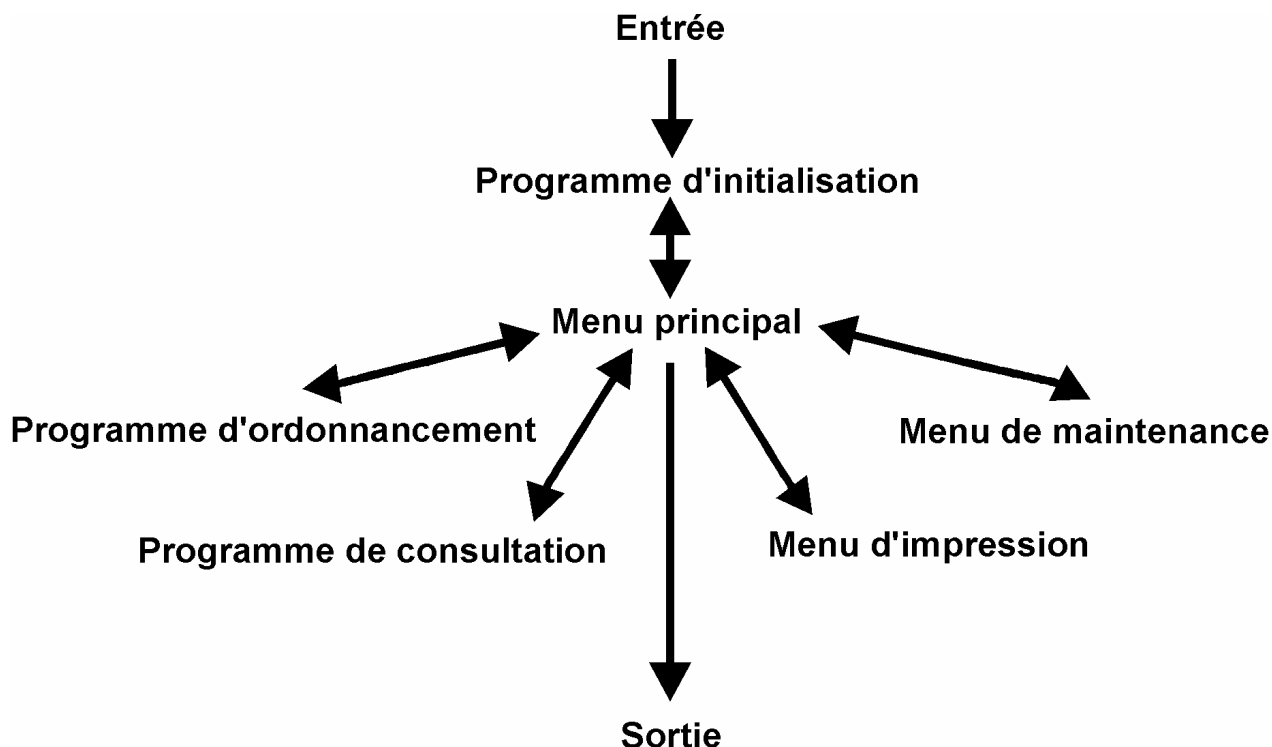 Entrée
Programme d'initialisation
Menu principal
Programme d'ordonnancement
Menu de maintenance
Programme de consultation
Menu d'impression
Sortie